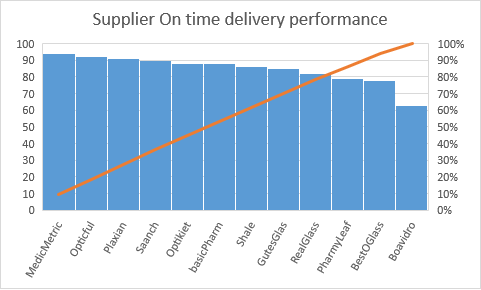 Supplier On time delivery performance
100 100%
90 90%
80 80%
70 70%
60 60%
50 50%
40 40%
30 30%
20 20%
10 10%
0 0%
MedicMetric
Opticful
Plaxian
Saanch
Optikiet
basicPharm
Shale
GutesGlas
RealGlass
PharmyLeaf
BestOGlass
Boavidro